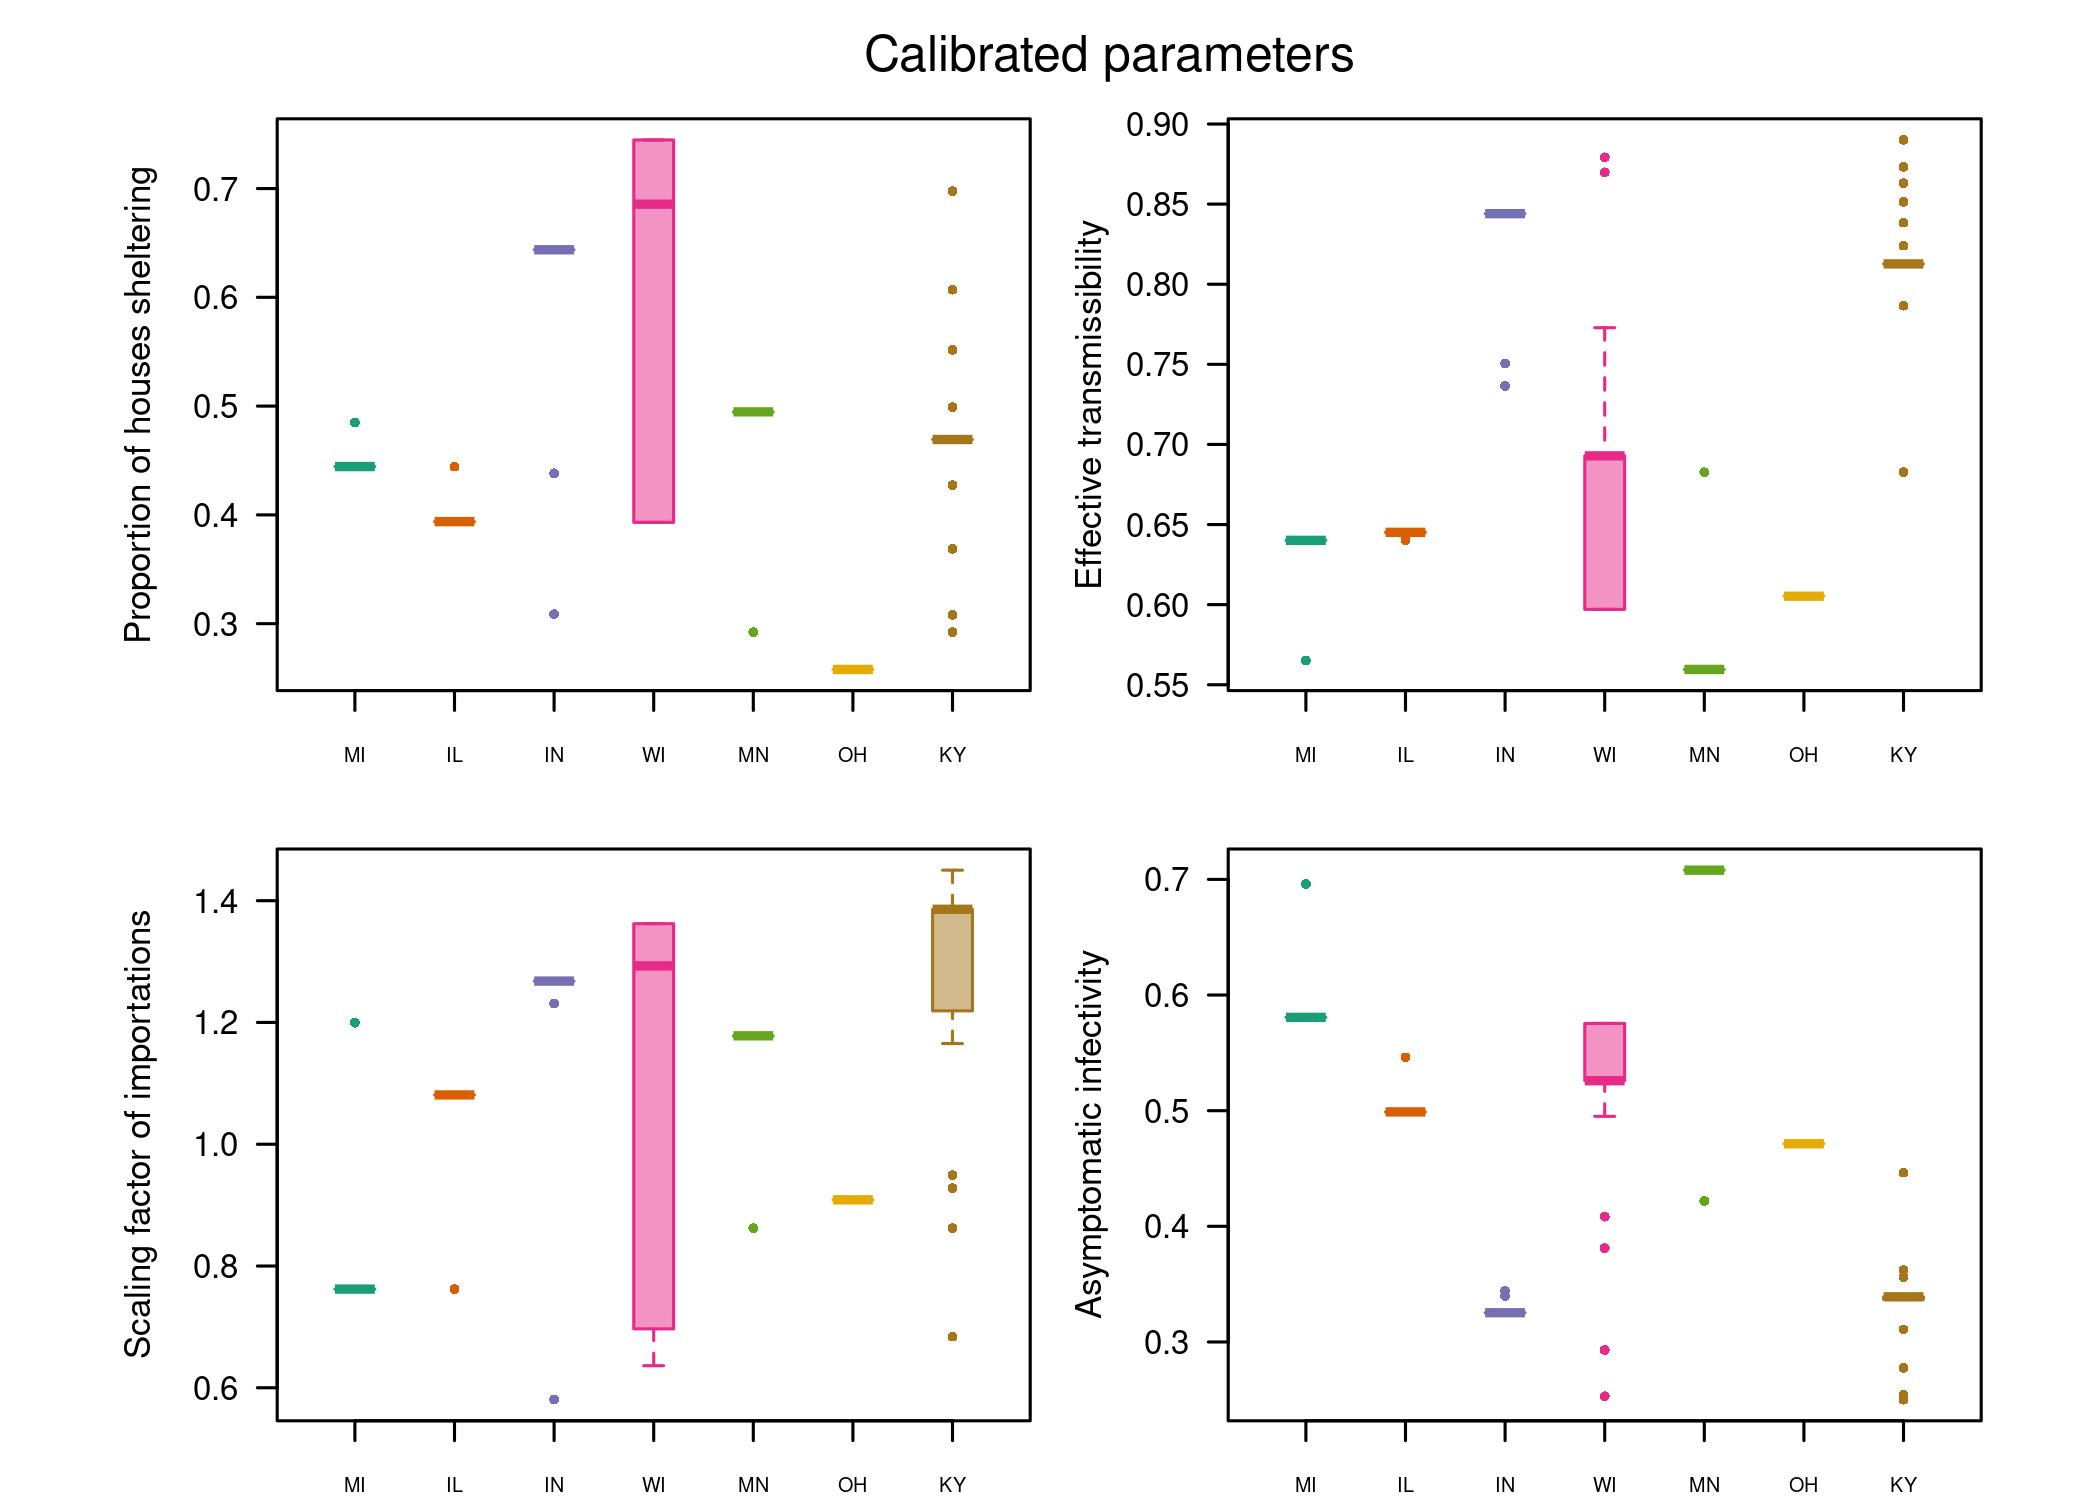 Calibrated parameters
Proportion of houses sheltering
0.7
0.6
0.5
0.4
0.3
MI IL IN WI MN OH KY
Effective transmissibility
0.90
0.85
0.80
0.75
0.70
0.65
0.60
0.55
MI IL IN WI MN OH KY
Scaling factor of importations
1.4
1.2
1.0
0.8
0.6
MI IL IN WI MN OH KY
Asymptomatic infectivity
0.7
0.6
0.5
0.4
0.3
MI IL IN WI MN OH KY